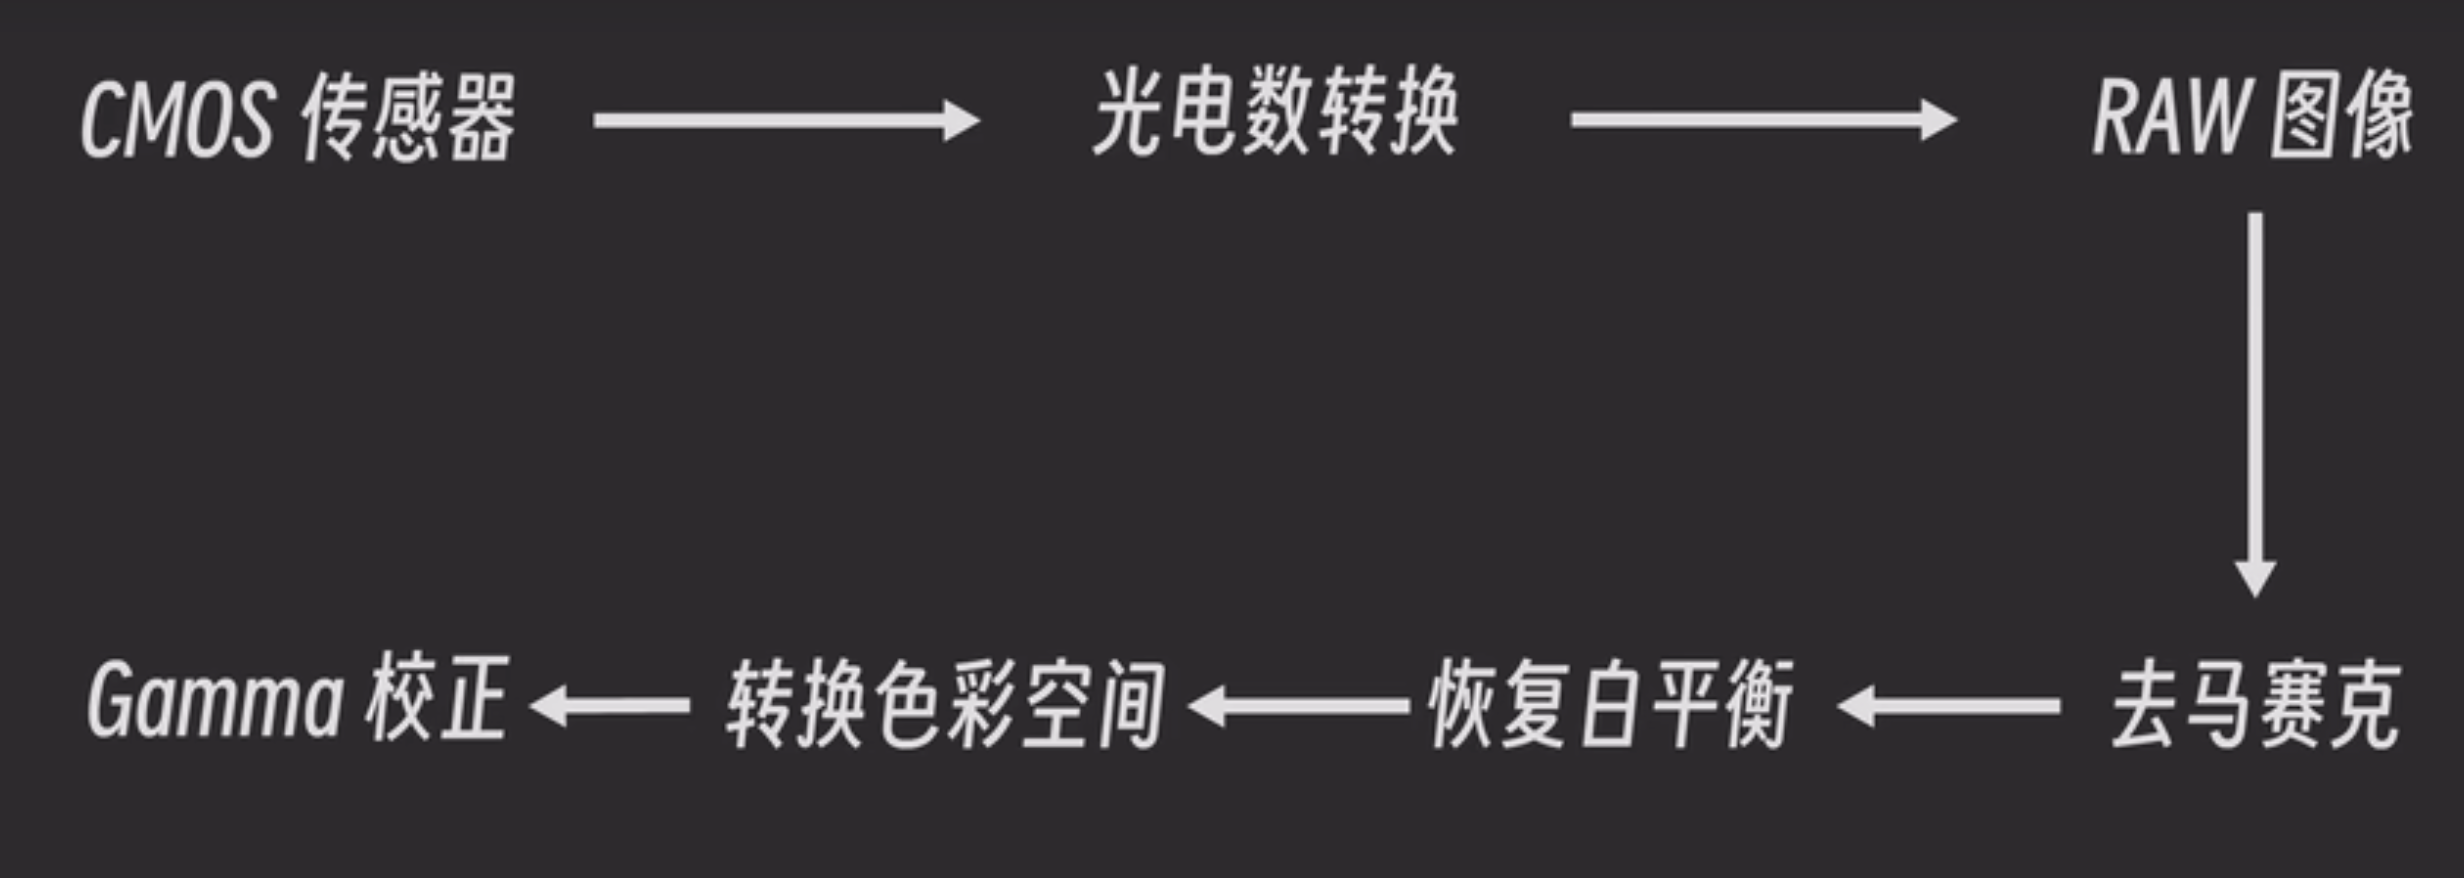 CMOS 传感器
光电数转换
RAW 图像
去马赛克
恢复白平衡
转换色彩空间
Gamma 校正